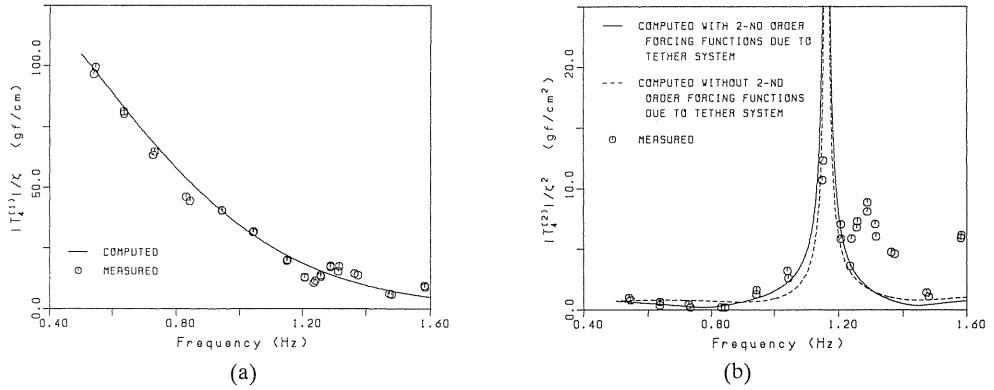 |T₄⁽¹⁾|/ζ (gf/cm)
100.0
50.0
0.0
COMPUTED
MEASURED
0.40 0.80 1.20 1.60
Frequency (Hz)
(a)
|T₄⁽²⁾|/ζ² (gf/cm²)
20.0
10.0
0.0
COMPUTED WITH 2-ND ORDER
FORCING FUNCTIONS DUE TO
TETHER SYSTEM
COMPUTED WITHOUT 2-ND
ORDER FORCING FUNCTIONS
DUE TO TETHER SYSTEM
MEASURED
0.40 0.80 1.20 1.60
Frequency (Hz)
(b)